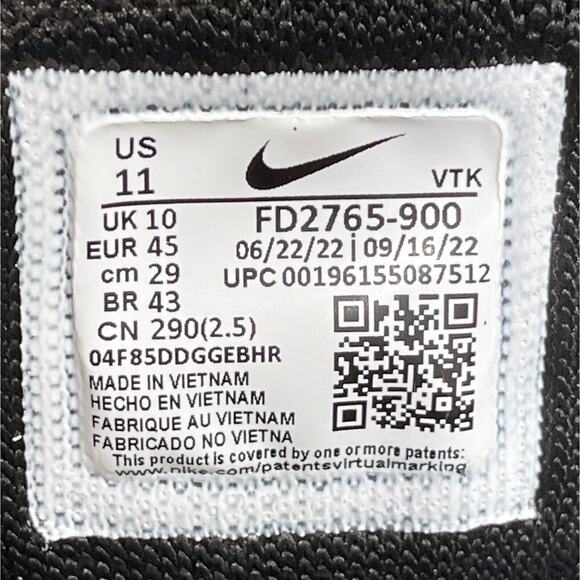 US
11
VTK
UK 10
FD2765-900
EUR 45
06/22/22 | 09/16/22
cm 29
UPC 00196155087512
BR 43
CN 290(2.5)
04F85DDGGEBHR
MADE IN VIETNAM
HECHO EN VIETNAM
FABRIQUE AU VIETNAM
FABRICADO NO VIETNA
This product is covered by one or more patents:
www.nike.com/patentsvirtualmarking